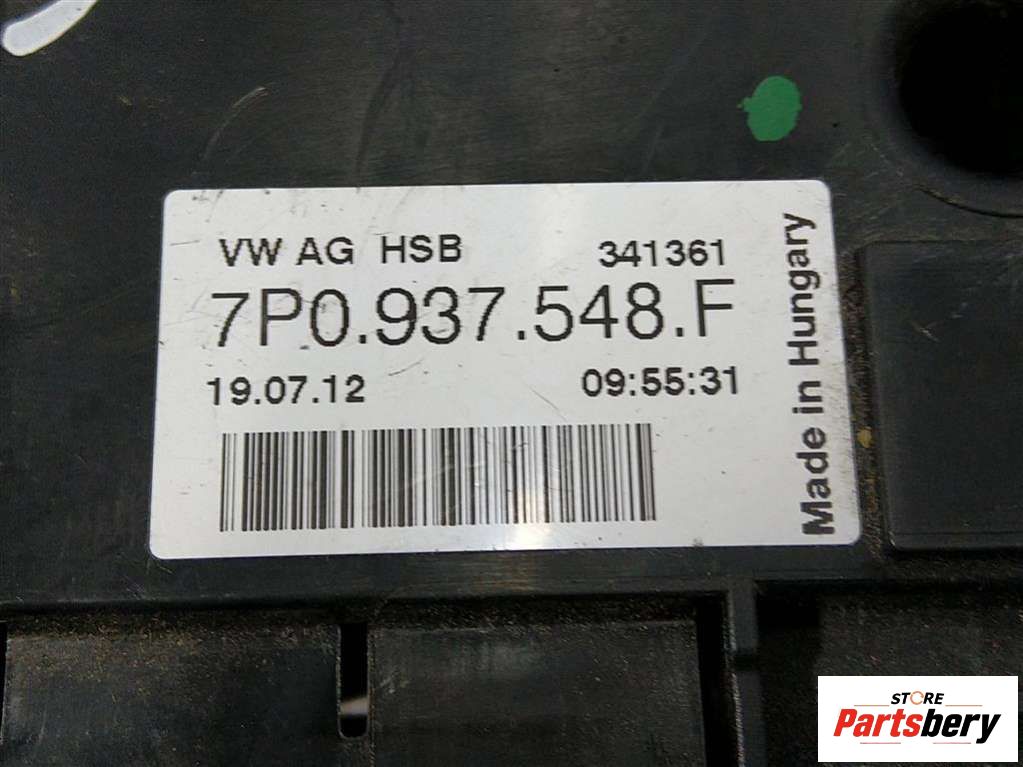 VW AG HSB 341361
7P0.937.548.F
19.07.12 09:55:31
Made in Hungary
STORE
Partsbery